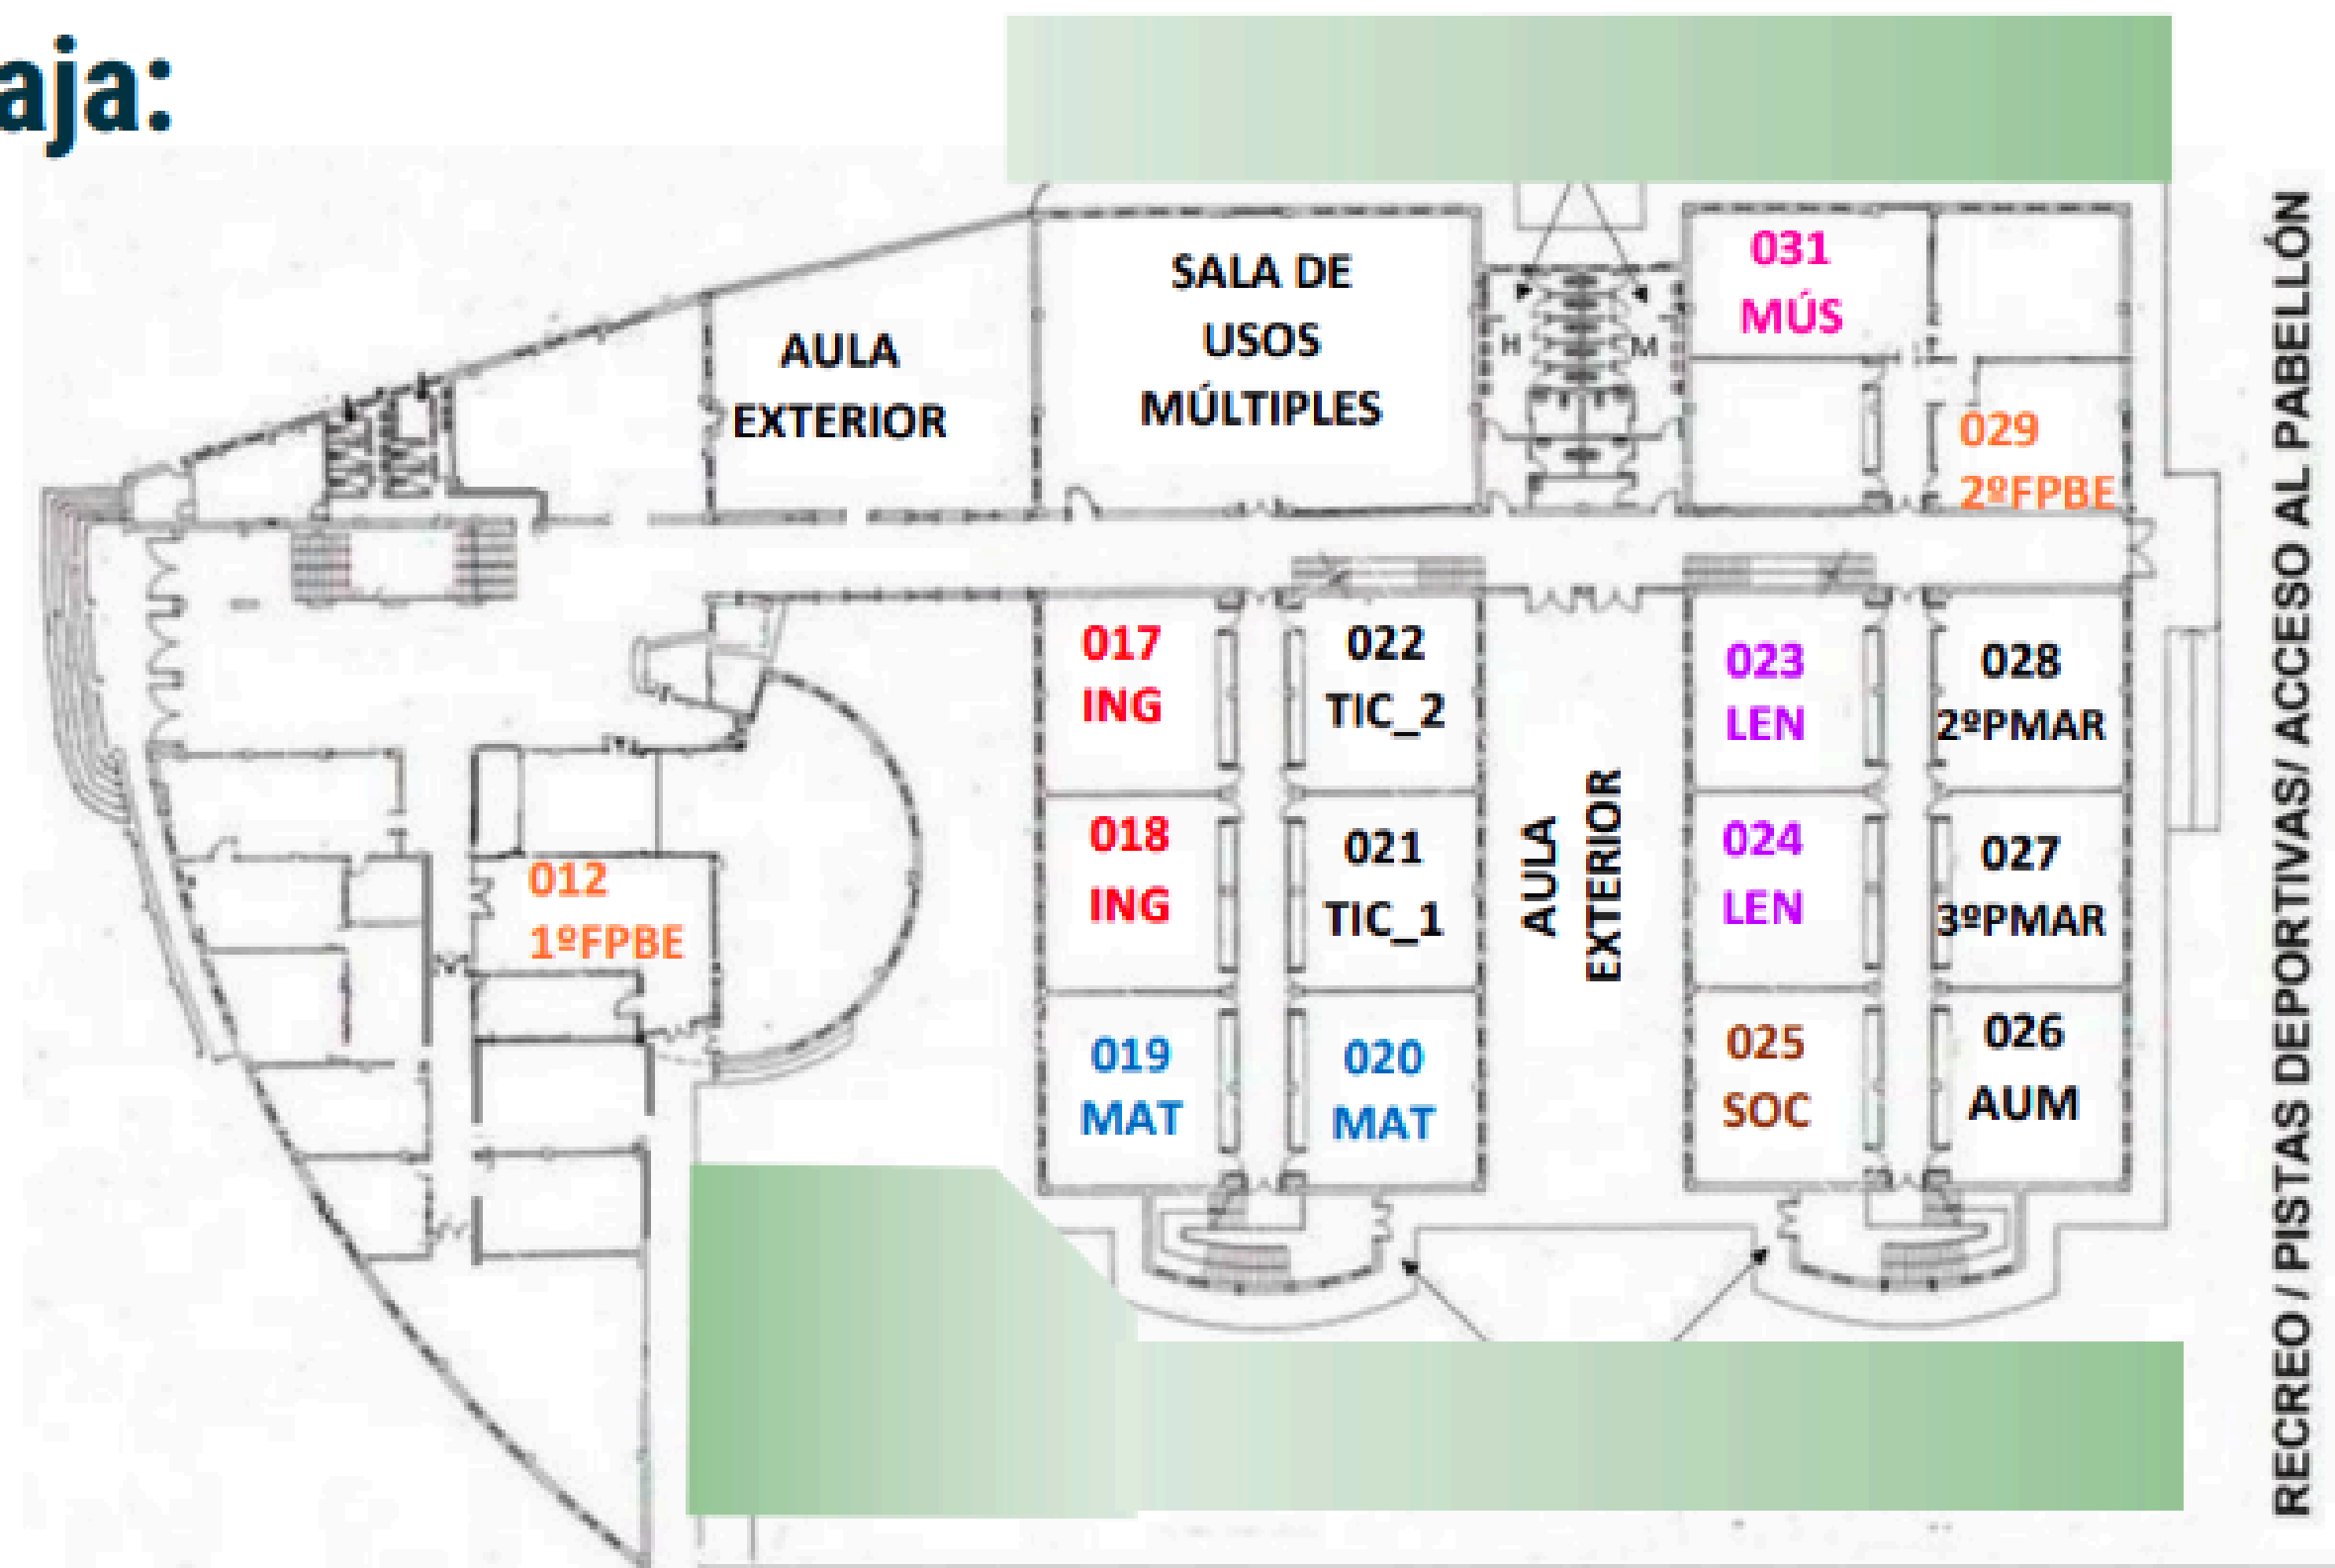 aja:
AULA
EXTERIOR
SALA DE
USOS
MÚLTIPLES
H
M
031
MÚS
029
2ºFPBE
017
ING
022
TIC_2
023
LEN
028
2ºPMAR
018
ING
021
TIC_1
024
LEN
027
3ºPMAR
012
1ºFPBE
019
MAT
020
MAT
025
SOC
026
AUM
AULA
EXTERIOR
RECREO / PISTAS DEPORTIVAS/ ACCESO AL PABELLÓN